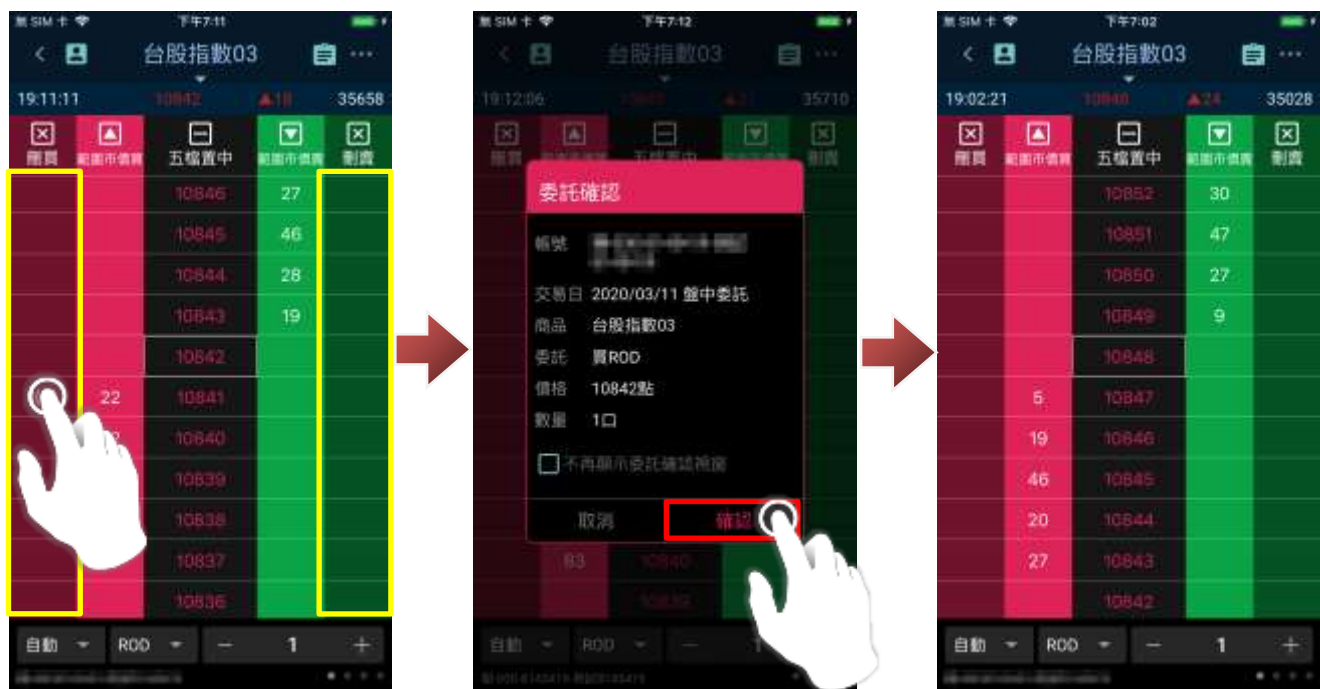 無 SIM 卡
下午7:11
台股指數03
19:11:11
10842
▲18
35658
刪買
範圍市價買
五檔置中
範圍市價賣
刪賣
10846 27
10845 46
10844 28
10843 19
10842
22 10841
10840
10839
10838
10837
10836
自動 ROD − 1 +
無 SIM 卡
下午7:12
台股指數03
19:12:06
35710
委託確認
帳號
交易日 2020/03/11 盤中委託
商品 台股指數03
委託 買ROD
價格 10842點
數量 1口
不再顯示委託確認視窗
取消 確認
83 10840
10839
自動 ROD − 1
無 SIM 卡
下午7:02
台股指數03
19:02:21
10848
▲24
35028
刪買
範圍市價買
五檔置中
範圍市價賣
刪賣
10852 30
10851 47
10850 27
10849 9
10848
5 10847
19 10846
46 10845
20 10844
27 10843
10842
自動 ROD − 1 +